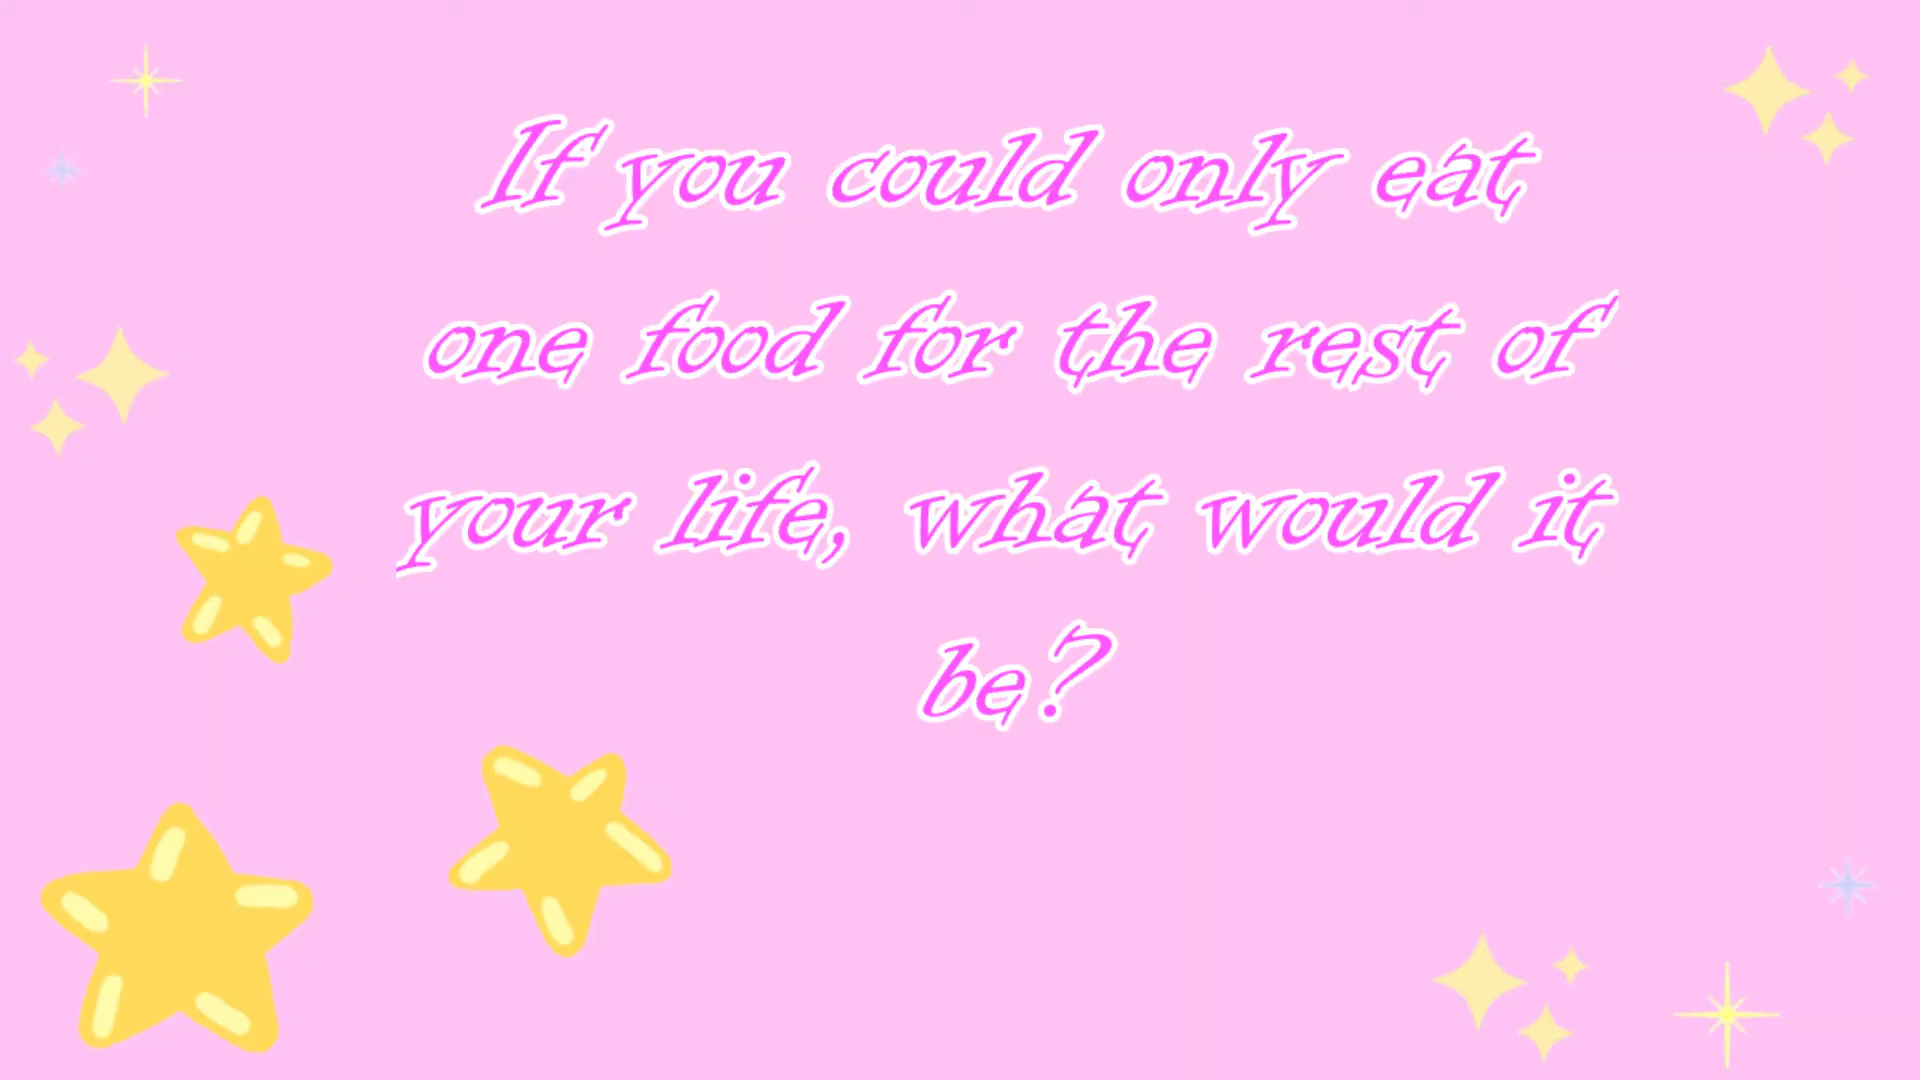 If you could only eat
one food for the rest of
your life, what would it
be?